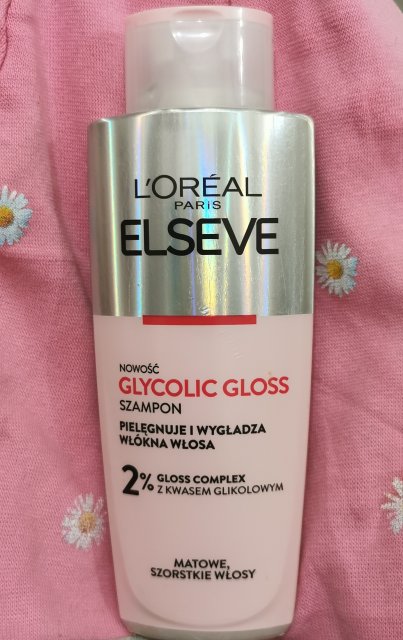 L'ORÉAL
PARIS
ELSEVE
NOWOŚĆ
GLYCOLIC GLOSS
SZAMPON
PIELĘGNUJE I WYGŁADZA
WŁÓKNA WŁOSA
2% GLOSS COMPLEX
Z KWASEM GLIKOLOWYM
MATOWE,
SZORSTKIE WŁOSY